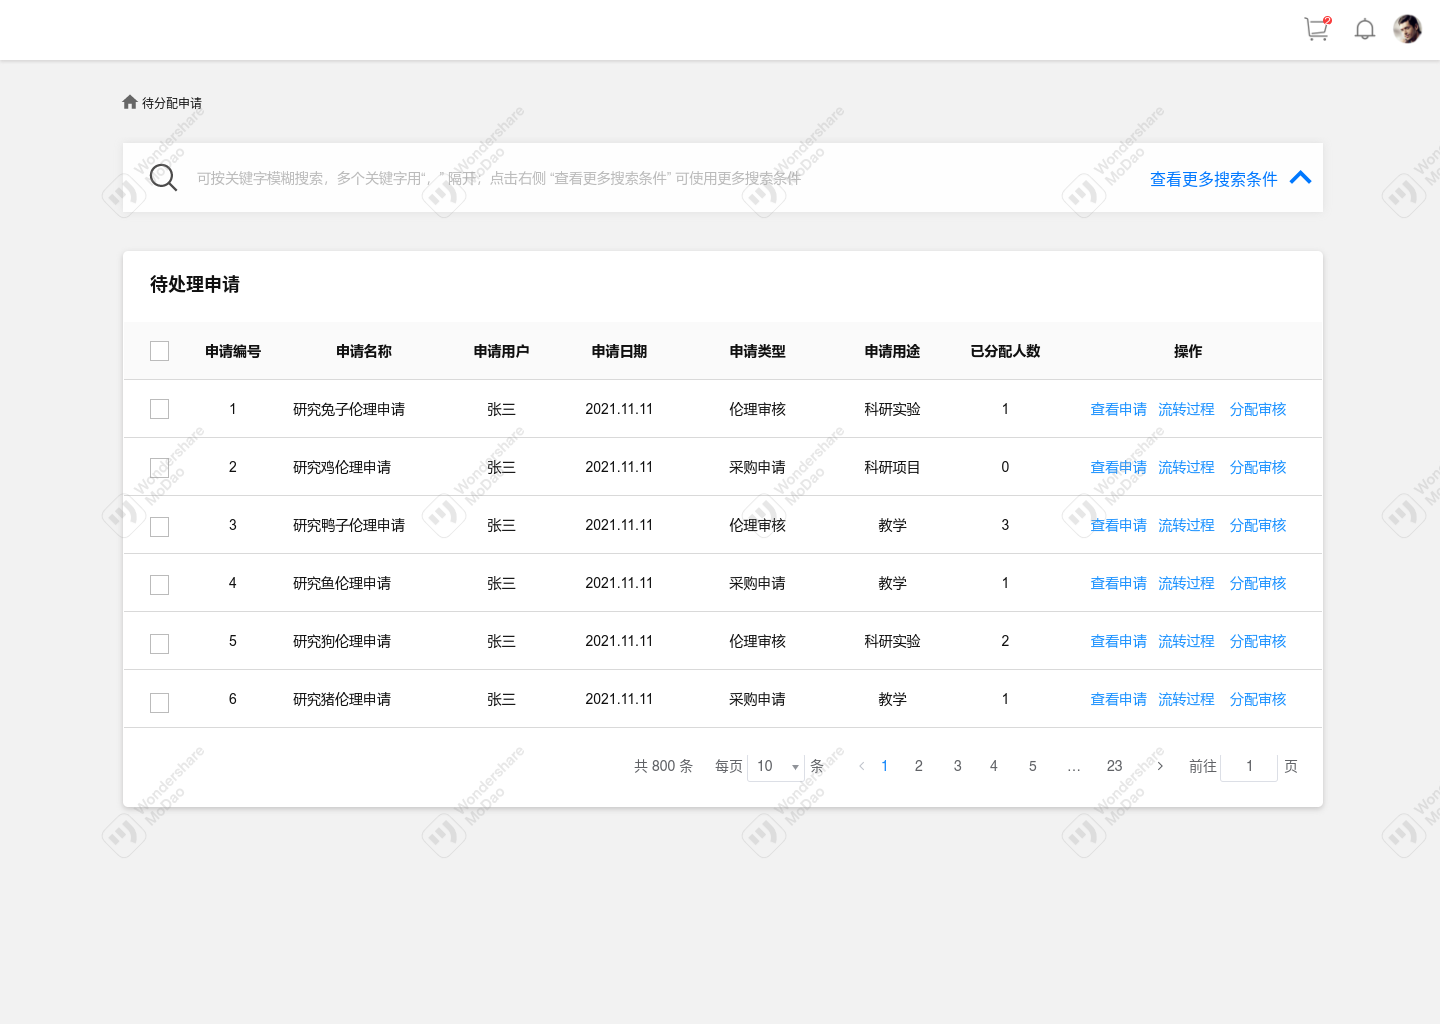 2
待分配申请
可按关键字模糊搜索，多个关键字用“，” 隔开；点击右侧 “查看更多搜索条件” 可使用更多搜索条件 查看更多搜索条件
待处理申请
申请编号 申请名称 申请用户 申请日期 申请类型 申请用途 已分配人数 操作
1 研究兔子伦理申请 张三 2021.11.11 伦理审核 科研实验 1 查看申请 流转过程 分配审核
2 研究鸡伦理申请 张三 2021.11.11 采购申请 科研项目 0 查看申请 流转过程 分配审核
3 研究鸭子伦理申请 张三 2021.11.11 伦理审核 教学 3 查看申请 流转过程 分配审核
4 研究鱼伦理申请 张三 2021.11.11 采购申请 教学 1 查看申请 流转过程 分配审核
5 研究狗伦理申请 张三 2021.11.11 伦理审核 科研实验 2 查看申请 流转过程 分配审核
6 研究猪伦理申请 张三 2021.11.11 采购申请 教学 1 查看申请 流转过程 分配审核
共 800 条 每页 10 条 1 2 3 4 5 … 23 前往 1 页
Wondershare
MoDao